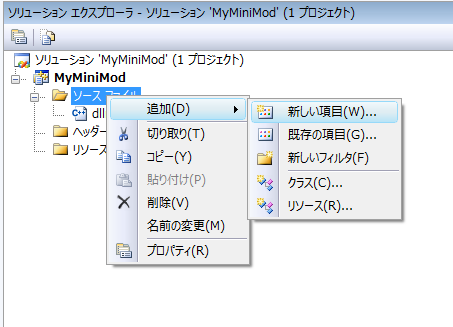 ソリューション エクスプローラ - ソリューション 'MyMiniMod' (1 プロジェクト)
ソリューション 'MyMiniMod' (1 プロジェクト)
MyMiniMod
ソース ファイル
dll
ヘッダー
リソース
追加(D)
切り取り(T)
コピー(Y)
貼り付け(P)
削除(V)
名前の変更(M)
プロパティ(R)
新しい項目(W)...
既存の項目(G)...
新しいフィルタ(F)
クラス(C)...
リソース(R)...